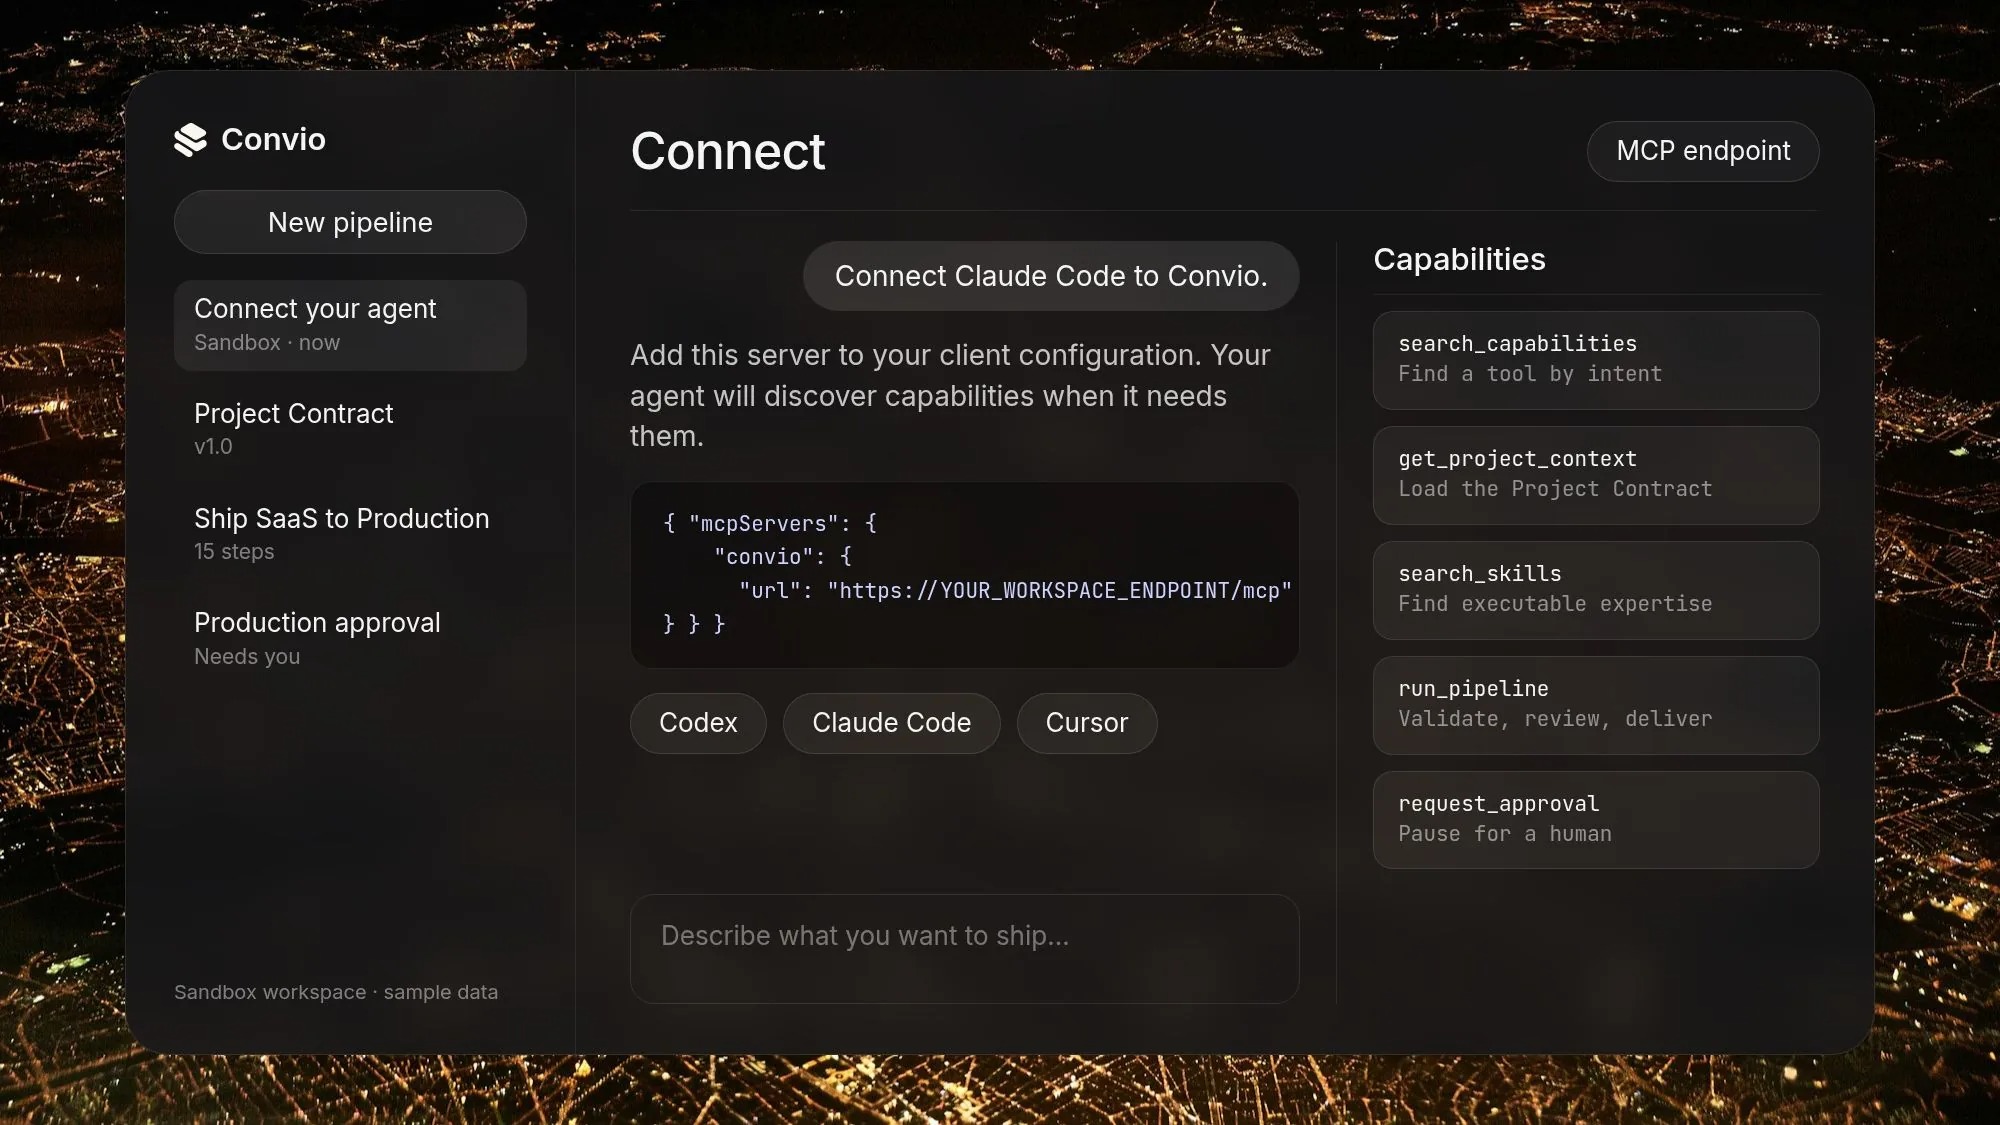 Convio
New pipeline
Connect your agent
Sandbox · now
Project Contract
v1.0
Ship SaaS to Production
15 steps
Production approval
Needs you
Sandbox workspace · sample data
Connect
MCP endpoint
Connect Claude Code to Convio.
Add this server to your client configuration. Your
agent will discover capabilities when it needs
them.
{ "mcpServers": {
"convio": {
"url": "https://YOUR_WORKSPACE_ENDPOINT/mcp"
} } }
Codex
Claude Code
Cursor
Describe what you want to ship...
Capabilities
search_capabilities
Find a tool by intent
get_project_context
Load the Project Contract
search_skills
Find executable expertise
run_pipeline
Validate, review, deliver
request_approval
Pause for a human